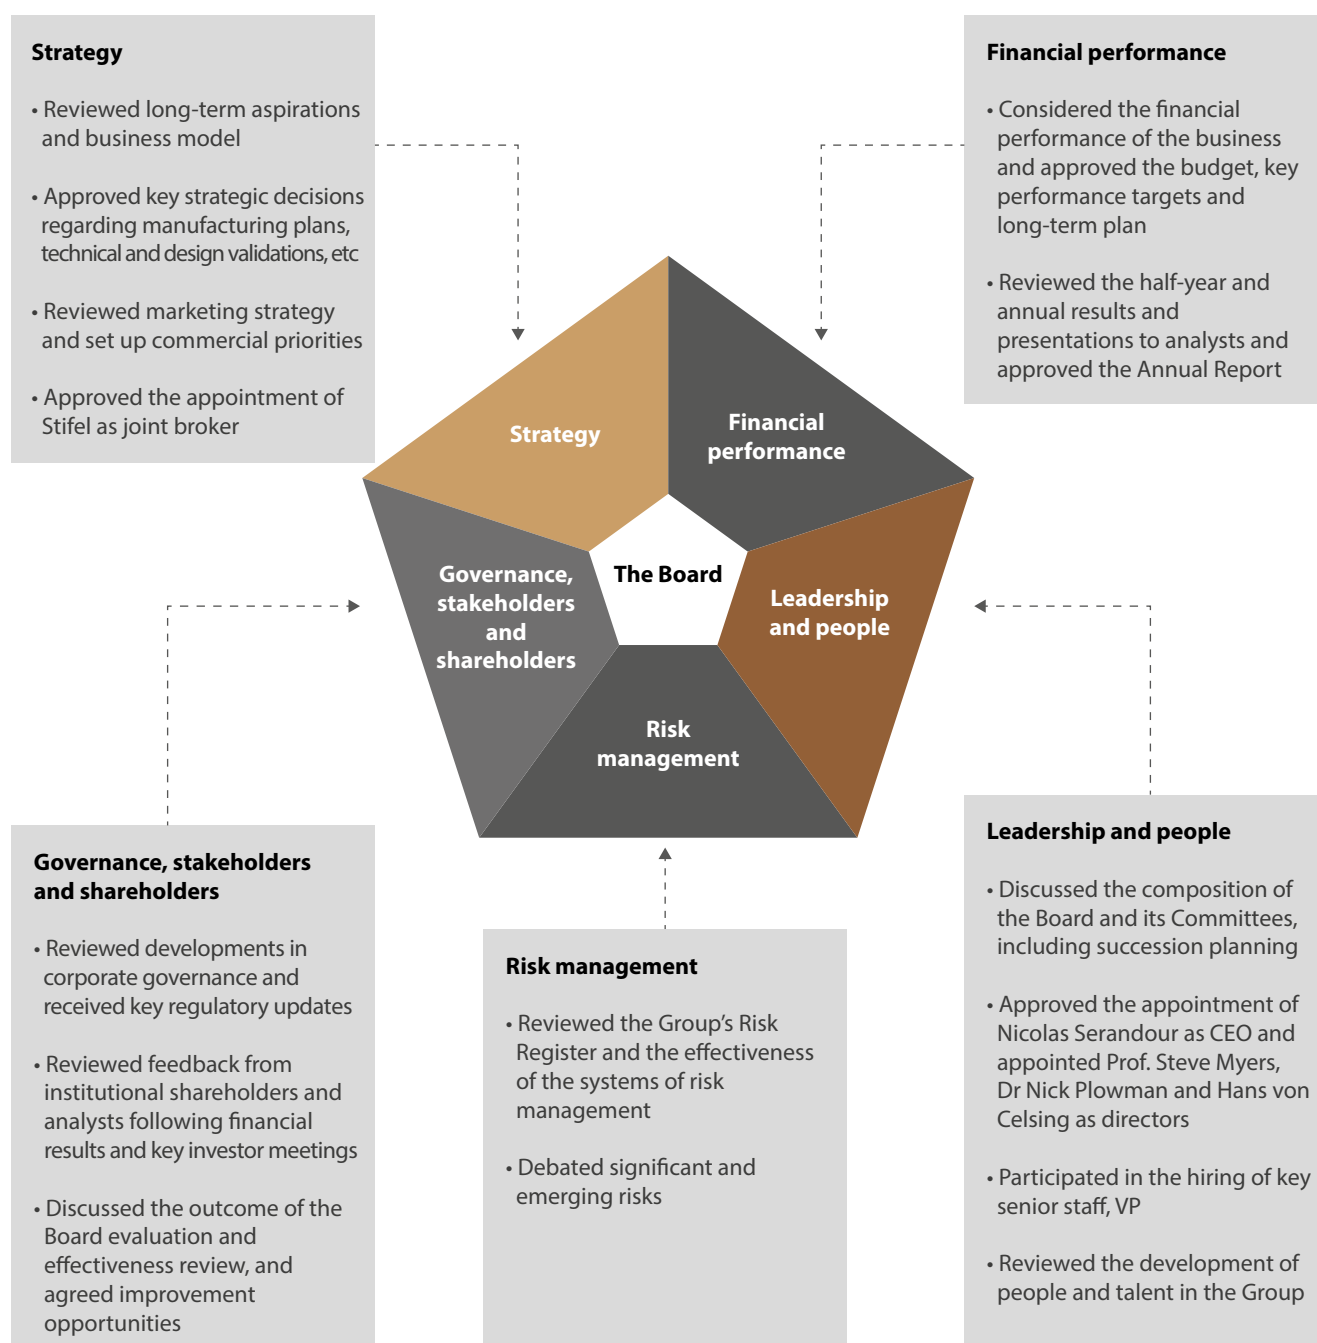 Strategy
• Reviewed long-term aspirations
and business model
• Approved key strategic decisions
regarding manufacturing plans,
technical and design validations, etc
• Reviewed marketing strategy
and set up commercial priorities
• Approved the appointment of
Stifel as joint broker
Financial performance
• Considered the financial
performance of the business
and approved the budget, key
performance targets and
long-term plan
• Reviewed the half-year and
annual results and
presentations to analysts and
approved the Annual Report
Strategy
Financial
performance
The Board
Governance,
stakeholders
and
shareholders
Leadership
and people
Risk
management
Governance, stakeholders
and shareholders
• Reviewed developments in
corporate governance and
received key regulatory updates
• Reviewed feedback from
institutional shareholders and
analysts following financial
results and key investor meetings
• Discussed the outcome of the
Board evaluation and
effectiveness review, and
agreed improvement
opportunities
Risk management
• Reviewed the Group’s Risk
Register and the effectiveness
of the systems of risk
management
• Debated significant and
emerging risks
Leadership and people
• Discussed the composition of
the Board and its Committees,
including succession planning
• Approved the appointment of
Nicolas Serandour as CEO and
appointed Prof. Steve Myers,
Dr Nick Plowman and Hans von
Celsing as directors
• Participated in the hiring of key
senior staff, VP
• Reviewed the development of
people and talent in the Group